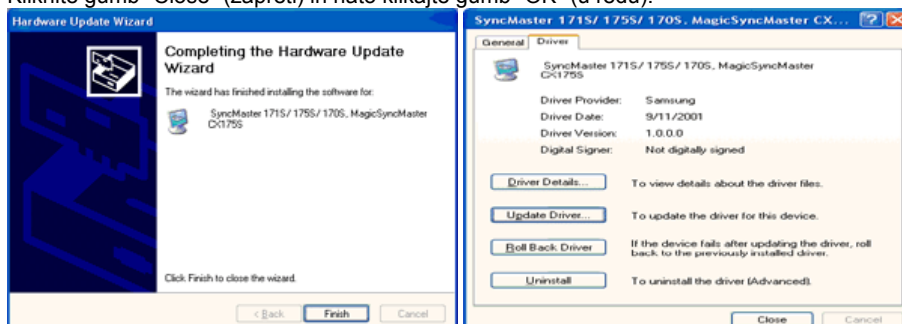 Kliknite gumb "Close" (zapreti) in nato klikajte gumb "OK" (u redu).
Hardware Update Wizard
Completing the Hardware Update
Wizard
The wizard has finished installing the software for:
SyncMaster 171S/ 175S/ 170S, MagicSyncMaster
CX175S
Click Finish to close the wizard.
< Back
Finish
Cancel
SyncMaster 171S/ 175S/ 170S, MagicSyncMaster CX...
General
Driver
SyncMaster 171S/ 175S/ 170S, MagicSyncMaster
CX175S
Driver Provider: Samsung
Driver Date: 9/11/2001
Driver Version: 1.0.0.0
Digital Signer: Not digitally signed
Driver Details... To view details about the driver files.
Update Driver... To update the driver for this device.
Roll Back Driver If the device fails after updating the driver, roll
back to the previously installed driver.
Uninstall To uninstall the driver (Advanced).
Close
Cancel